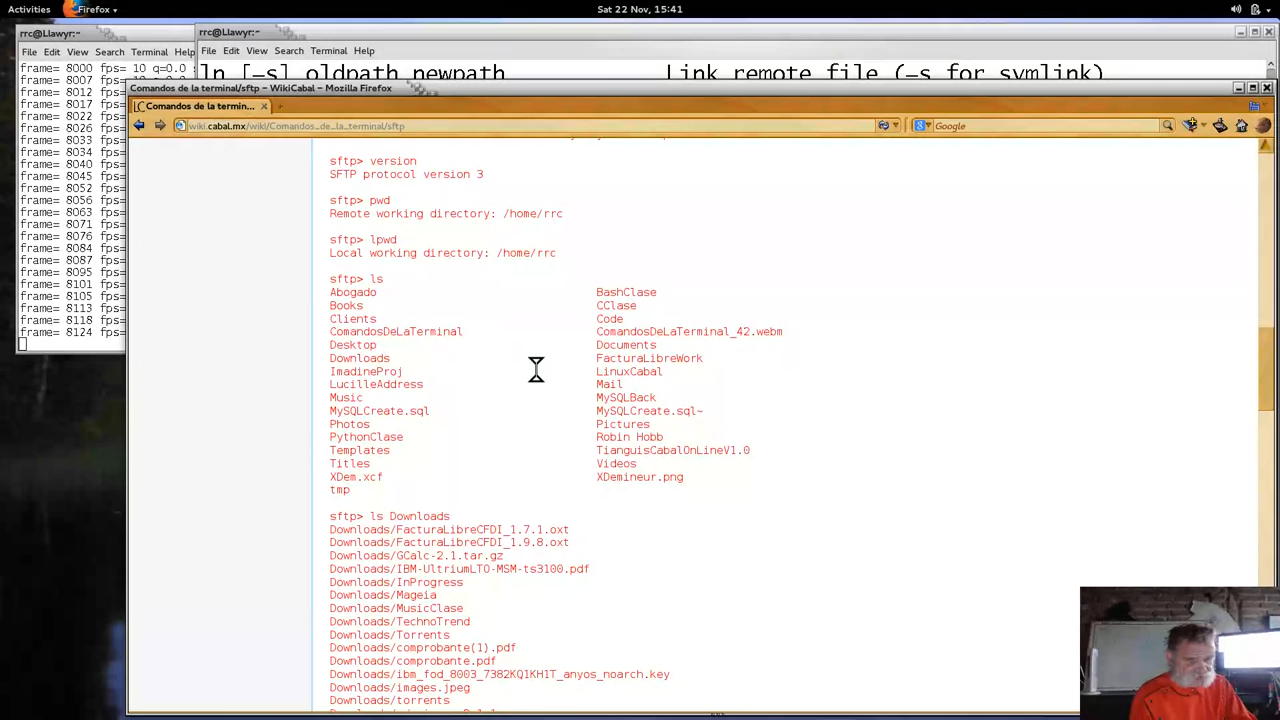 Activities Firefox Sat 22 Nov, 15:41
rrc@Llawyr:~ rrc@Llawyr:~
File Edit View Search Terminal Help File Edit View Search Terminal Help
ln [-s] oldpath newpath Link remote file (-s for symlink)
Comandos de la terminal/sftp - WikiCabal - Mozilla Firefox
Comandos de la termin...
wiki.cabal.mx/wiki/Comandos_de_la_terminal/sftp Google
frame= 8000 fps= 10 q=0.0
frame= 8007 fps=
frame= 8012 fps=
frame= 8017 fps=
frame= 8022 fps=
frame= 8026 fps=
frame= 8033 fps=
frame= 8034 fps=
frame= 8040 fps=
frame= 8045 fps=
frame= 8052 fps=
frame= 8056 fps=
frame= 8063 fps=
frame= 8071 fps=
frame= 8076 fps=
frame= 8084 fps=
frame= 8087 fps=
frame= 8095 fps=
frame= 8101 fps=
frame= 8105 fps=
frame= 8113 fps=
frame= 8118 fps=
frame= 8124 fps=
sftp> version
SFTP protocol version 3
sftp> pwd
Remote working directory: /home/rrc
sftp> lpwd
Local working directory: /home/rrc
sftp> ls
Abogado BashClase
Books CClase
Clients Code
ComandosDeLaTerminal ComandosDeLaTerminal_42.webm
Desktop Documents
Downloads FacturaLibreWork
ImadineProj LinuxCabal
LucilleAddress Mail
Music MySQLBack
MySQLCreate.sql MySQLCreate.sql~
Photos Pictures
PythonClase Robin Hobb
Templates TianguisCabalOnLineV1.0
Titles Videos
XDem.xcf XDemineur.png
tmp
sftp> ls Downloads
Downloads/FacturaLibreCFDI_1.7.1.oxt
Downloads/FacturaLibreCFDI_1.9.8.oxt
Downloads/GCalc-2.1.tar.gz
Downloads/IBM-UltriumLTO-MSM-ts3100.pdf
Downloads/InProgress
Downloads/Mageia
Downloads/MusicClase
Downloads/TechnoTrend
Downloads/Torrents
Downloads/comprobante(1).pdf
Downloads/comprobante.pdf
Downloads/ibm_fod_8003_7382KQ1KH1T_anyos_noarch.key
Downloads/images.jpeg
Downloads/torrents